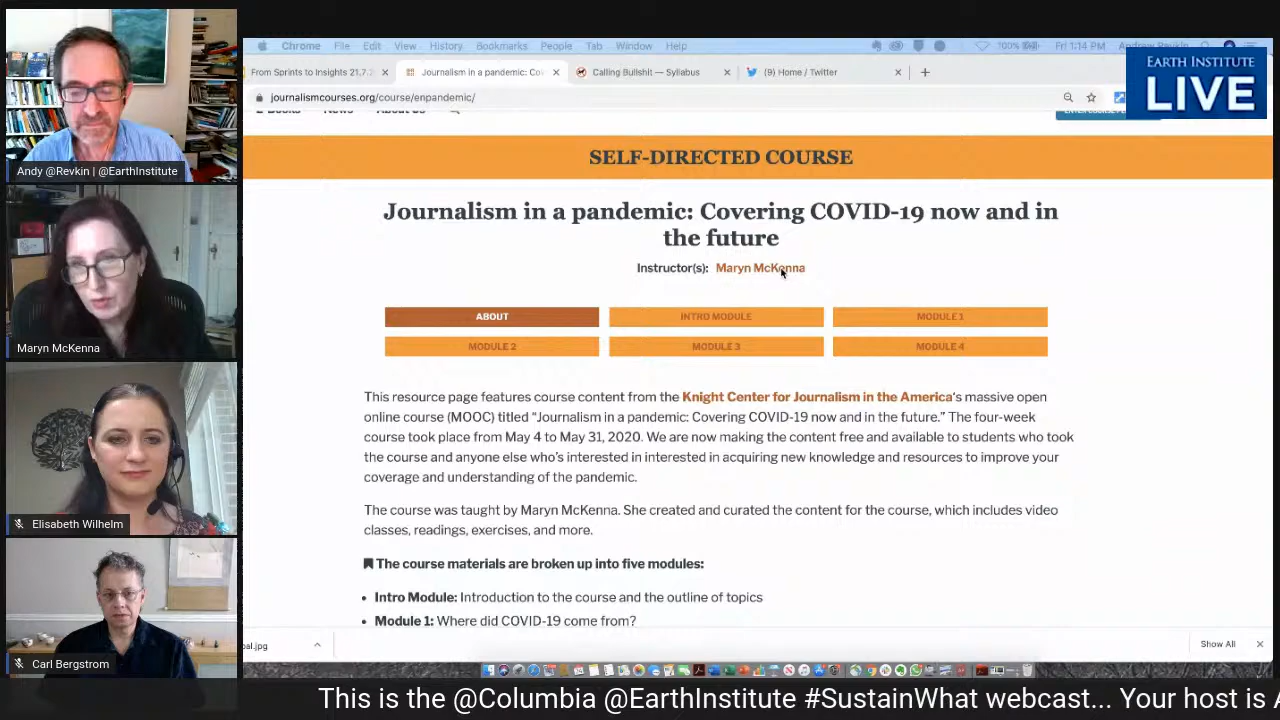 Andy @Revkin | @EarthInstitute
Maryn McKenna
Elisabeth Wilhelm
Carl Bergstrom
Chrome File Edit View History Bookmarks People Tab Window Help
100%
Fri 1:14 PM Andrew Revkin
EARTH INSTITUTE
LIVE
From Sprints to Insights 21.7.2
Journalism in a pandemic: Co
Calling Bullshit — Syllabus
(9) Home / Twitter
journalismcourses.org/course/enpandemic/
News About Us
SELF-DIRECTED COURSE
Journalism in a pandemic: Covering COVID-19 now and in
the future
Instructor(s): Maryn McKenna
ABOUT
INTRO MODULE
MODULE 1
MODULE 2
MODULE 3
MODULE 4
This resource page features course content from the Knight Center for Journalism in the America's massive open
online course (MOOC) titled “Journalism in a pandemic: Covering COVID-19 now and in the future.” The four-week
course took place from May 4 to May 31, 2020. We are now making the content free and available to students who took
the course and anyone else who's interested in interested in acquiring new knowledge and resources to improve your
coverage and understanding of the pandemic.
The course was taught by Maryn McKenna. She created and curated the content for the course, which includes video
classes, readings, exercises, and more.
The course materials are broken up into five modules:
• Intro Module: Introduction to the course and the outline of topics
• Module 1: Where did COVID-19 come from?
bal.jpg
Show All
This is the @Columbia @EarthInstitute #SustainWhat webcast... Your host is A